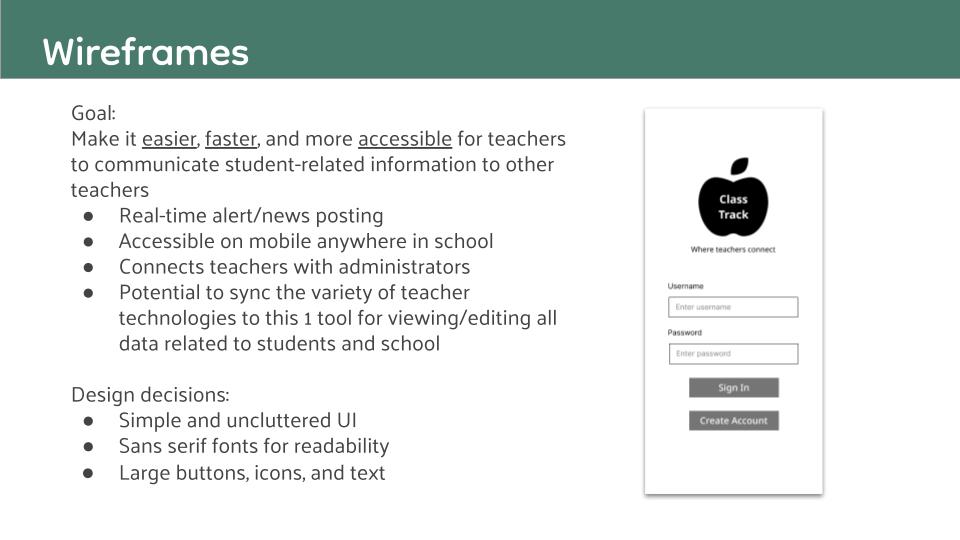 Wireframes
Goal:
Make it easier, faster, and more accessible for teachers
to communicate student-related information to other
teachers
● Real-time alert/news posting
● Accessible on mobile anywhere in school
● Connects teachers with administrators
● Potential to sync the variety of teacher
technologies to this 1 tool for viewing/editing all
data related to students and school
Design decisions:
● Simple and uncluttered UI
● Sans serif fonts for readability
● Large buttons, icons, and text
Class
Track
Where teachers connect
Username
Enter username
Password
Enter password
Sign In
Create Account